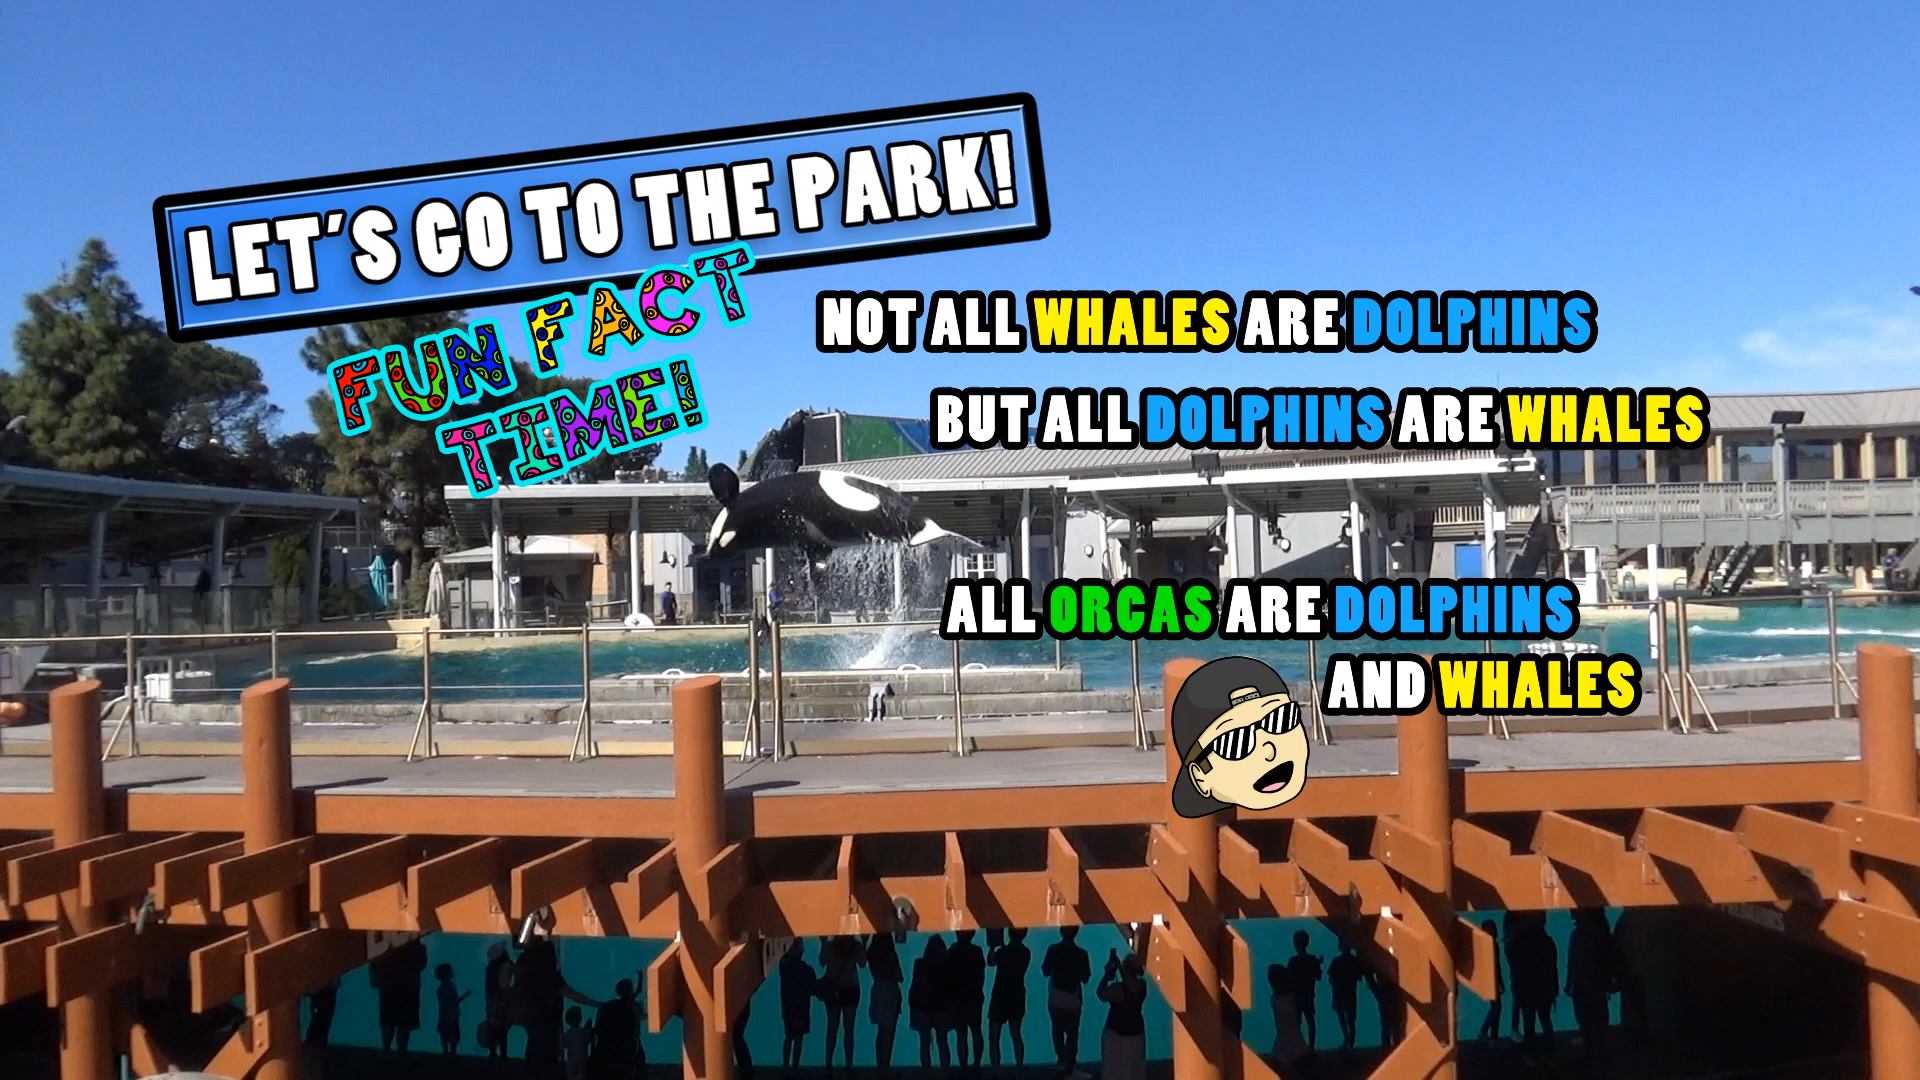 LET'S GO TO THE PARK!
FUN FACT
TIME!
NOT ALL WHALES ARE DOLPHINS
BUT ALL DOLPHINS ARE WHALES
ALL ORCAS ARE DOLPHINS
AND WHALES